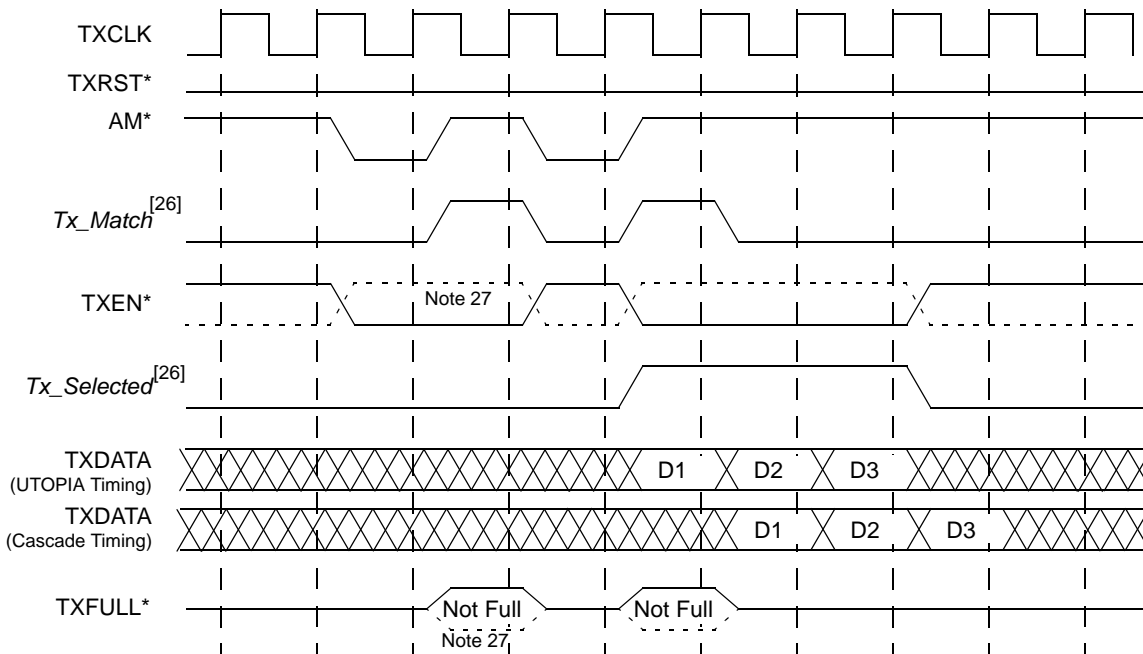 TXCLK
TXRST*
AM*
Tx_Match[26]
TXEN*
Note 27
Tx_Selected[26]
TXDATA
(UTOPIA Timing)
D1 D2 D3
TXDATA
(Cascade Timing)
D1 D2 D3
TXFULL*
Not Full Not Full
Note 27